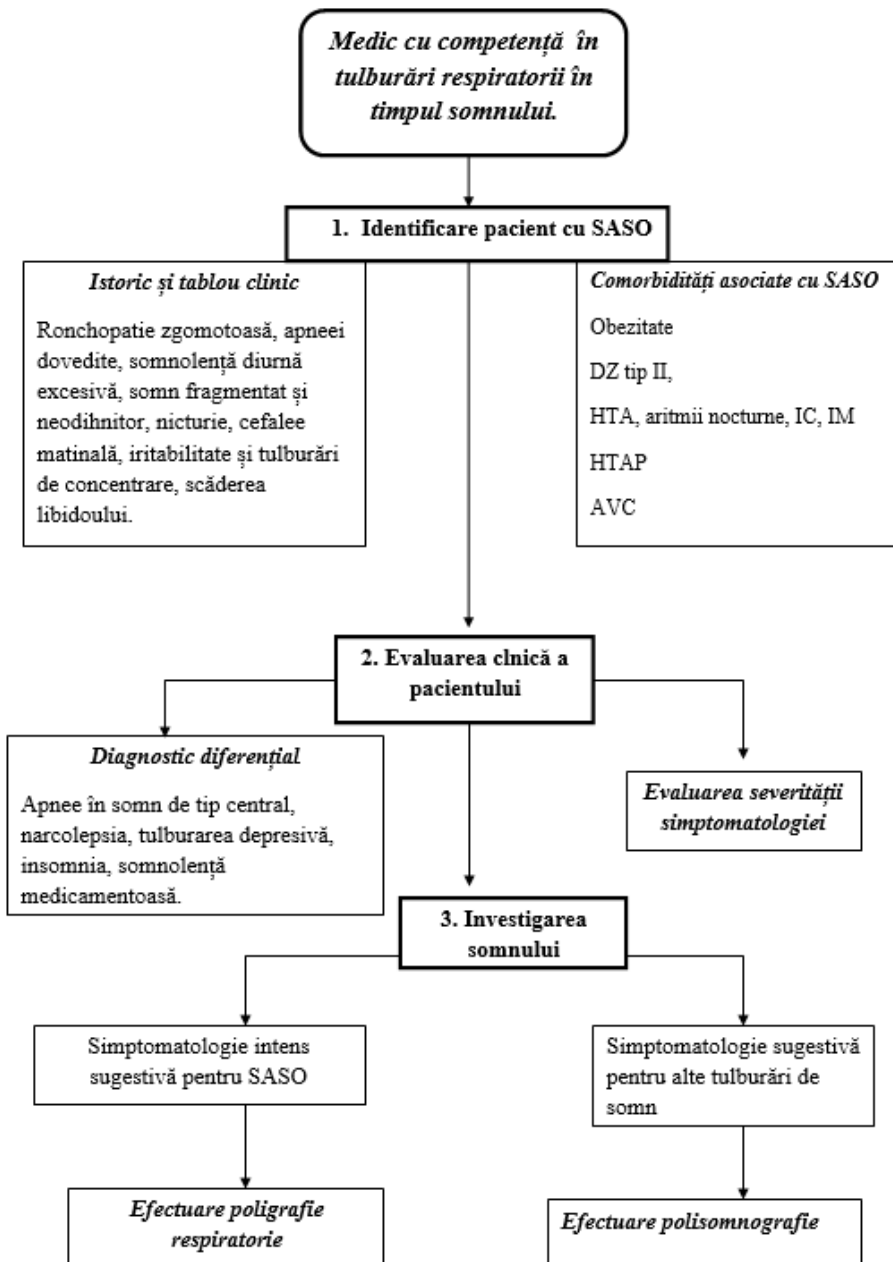 Medic cu competență în
tulburări respiratorii în
timpul somnului.
1. Identificare pacient cu SASO
Istoric și tablou clinic
Ronchopatie zgomotoasă, apneei
dovedite, somnolență diurnă
excesivă, somn fragmentat și
neodihnitor, nicturie, cefalee
matinală, iritabilitate și tulburări
de concentrare, scăderea
libidoului.
Comorbidități asociate cu SASO
Obezitate
DZ tip II,
HTA, aritmii nocturne, IC, IM
HTAP
AVC
2. Evaluarea clnică a
pacientului
Diagnostic diferențial
Apnee în somn de tip central,
narcolepsia, tulburarea depresivă,
insomnia, somnolență
medicamentoasă.
Evaluarea severității
simptomatologiei
3. Investigarea
somnului
Simptomatologie intens
sugestivă pentru SASO
Simptomatologie sugestivă
pentru alte tulburări de
somn
Efectuare poligrafie
respiratorie
Efectuare polisomnografie